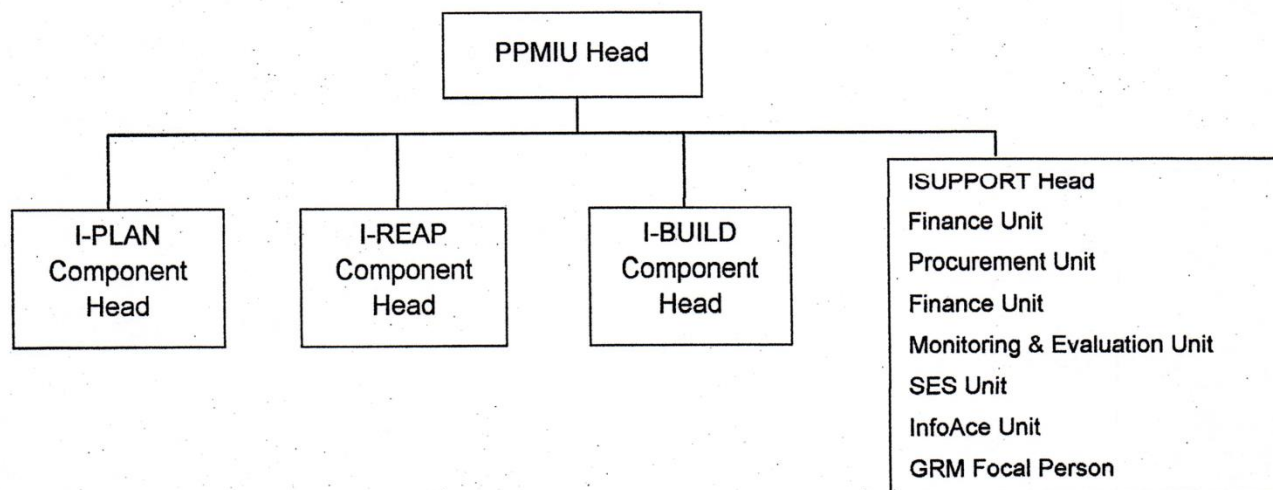 PPMIU Head
I-PLAN
Component
Head
I-REAP
Component
Head
I-BUILD
Component
Head
ISUPPORT Head
Finance Unit
Procurement Unit
Finance Unit
Monitoring & Evaluation Unit
SES Unit
InfoAce Unit
GRM Focal Person